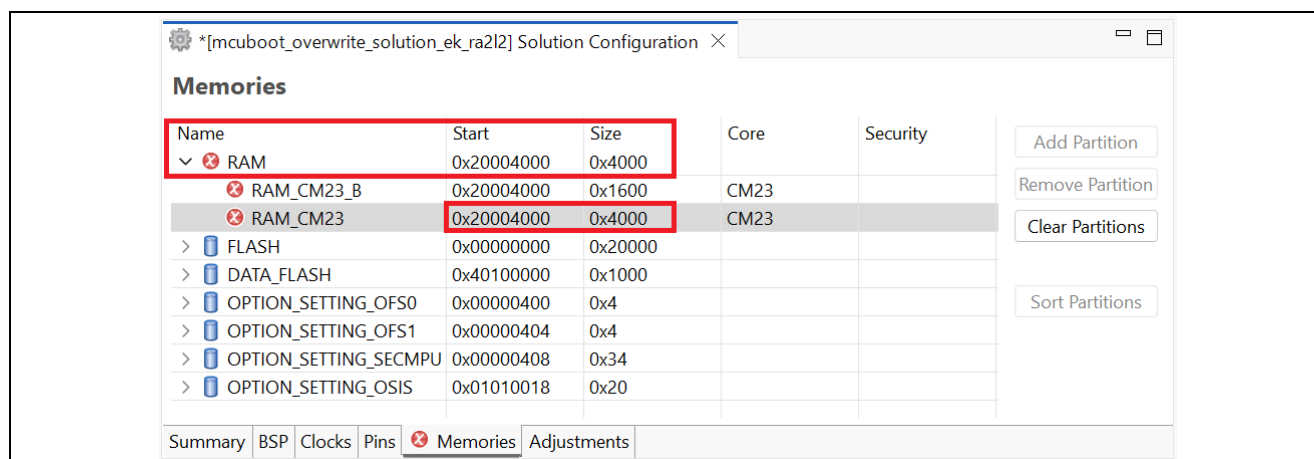 *[mcuboot_overwrite_solution_ek_ra2l2] Solution Configuration
Memories
Name Start Size Core Security
RAM 0x20004000 0x4000
RAM_CM23_B 0x20004000 0x1600 CM23
RAM_CM23 0x20004000 0x4000 CM23
FLASH 0x00000000 0x20000
DATA_FLASH 0x40100000 0x1000
OPTION_SETTING_OFS0 0x00000400 0x4
OPTION_SETTING_OFS1 0x00000404 0x4
OPTION_SETTING_SECMPU 0x00000408 0x34
OPTION_SETTING_OSIS 0x01010018 0x20
Add Partition
Remove Partition
Clear Partitions
Sort Partitions
Summary BSP Clocks Pins Memories Adjustments